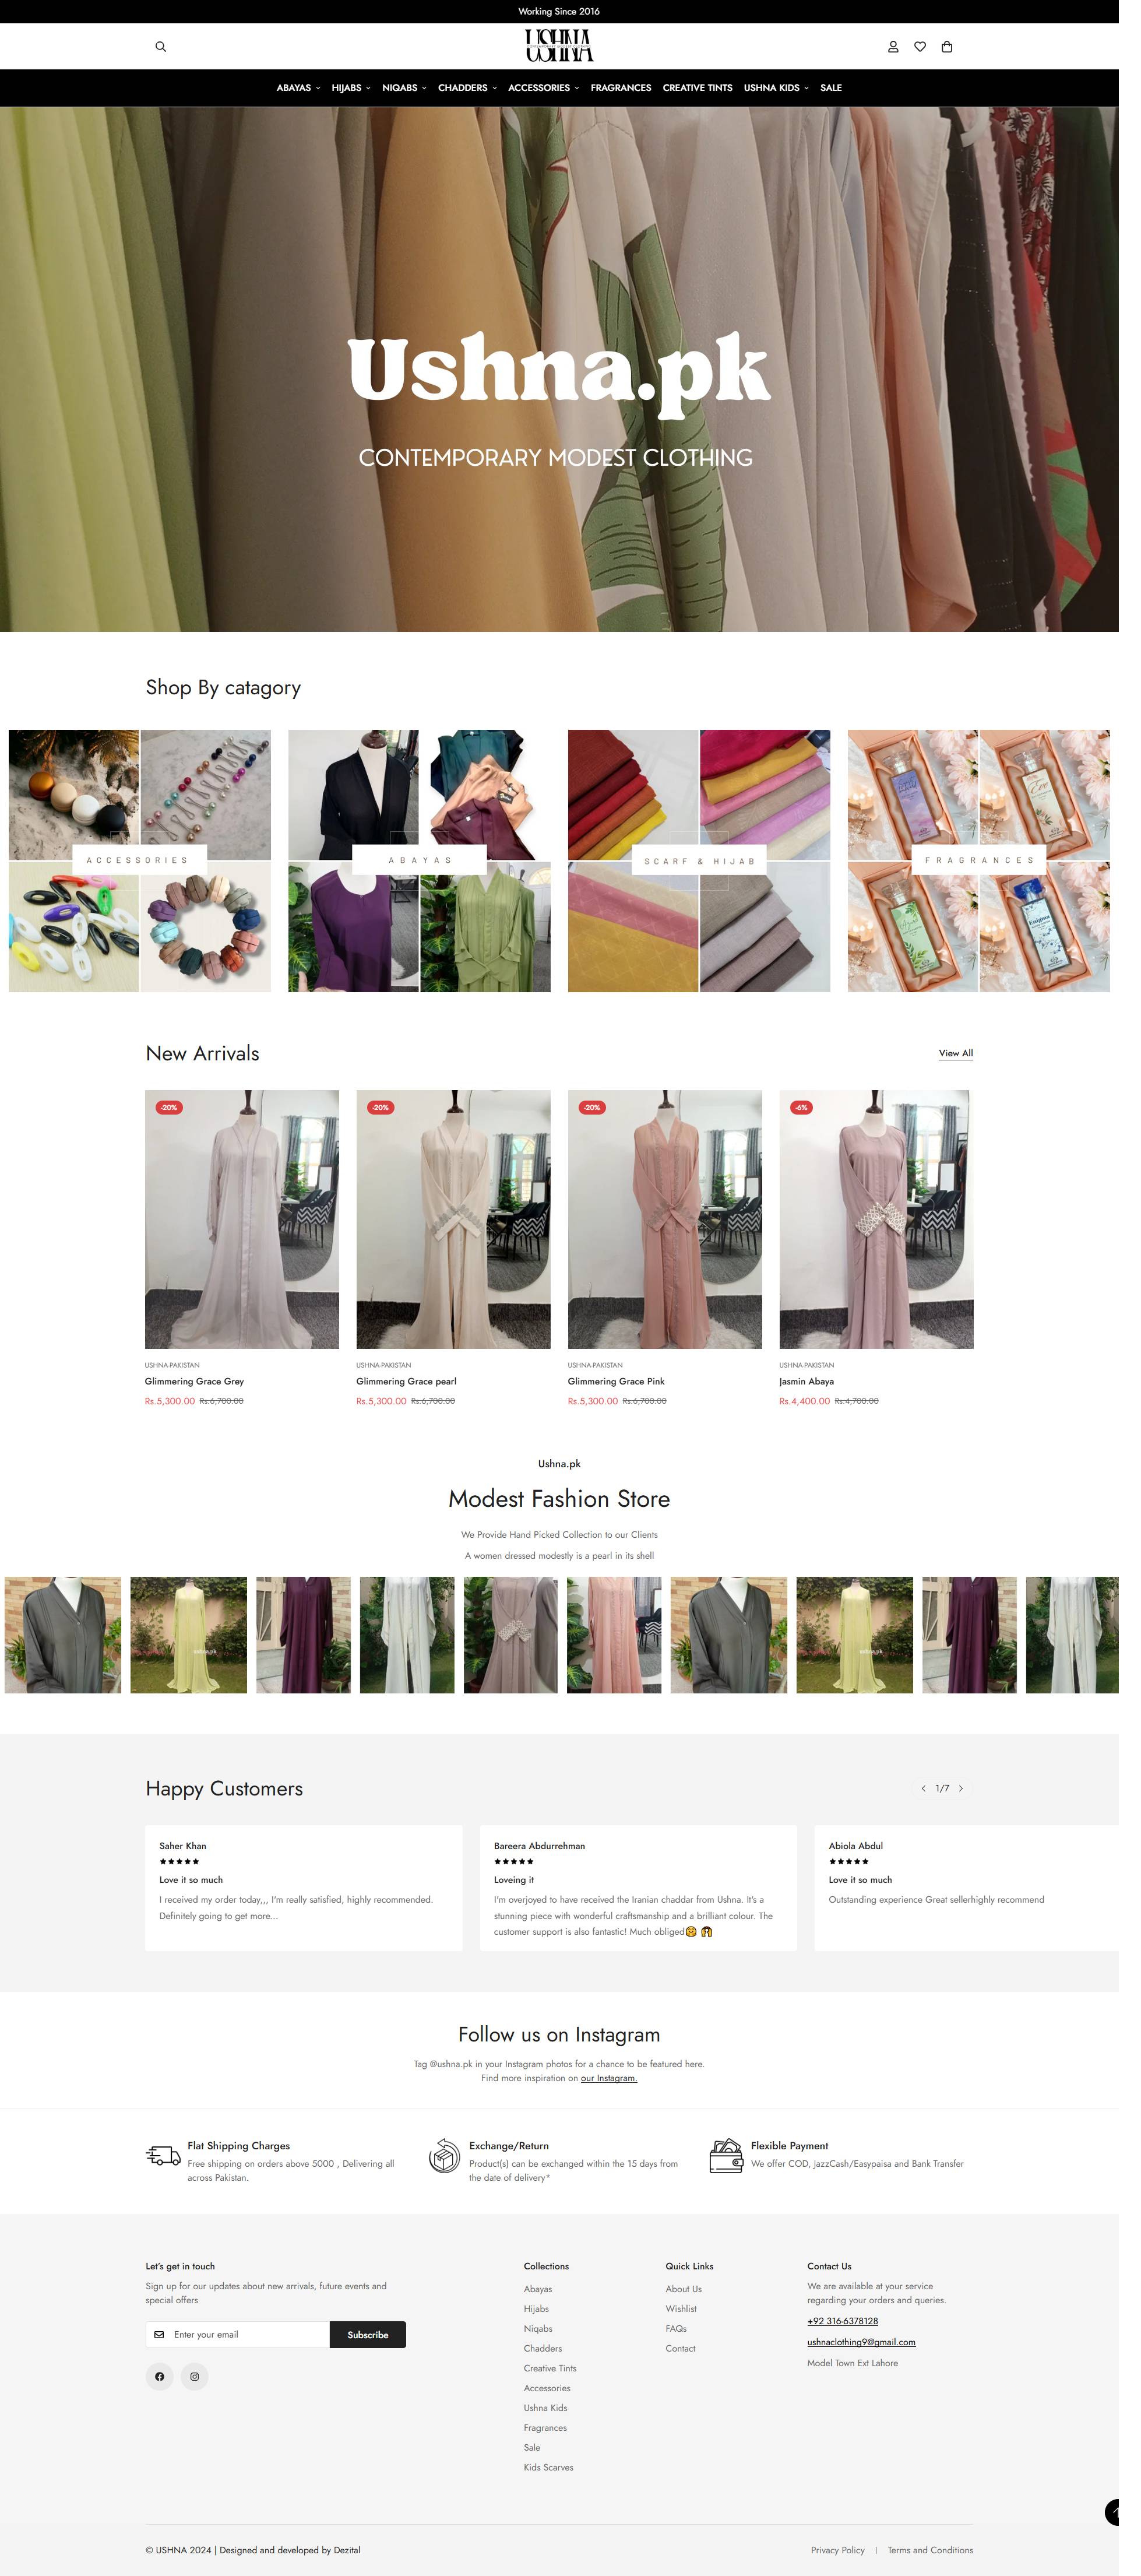 Working Since 2016
USHNA
ABAYAS HIJABS NIQABS CHADDERS ACCESSORIES FRAGRANCES CREATIVE TINTS USHNA KIDS SALE
Ushna.pk
CONTEMPORARY MODEST CLOTHING
Shop By catagory
ACCESSORIES
ABAYAS
SCARF & HIJAB
FRAGRANCES
New Arrivals
View All
-20%
-20%
-20%
-6%
USHNA-PAKISTAN
Glimmering Grace Grey
Rs.5,300.00 Rs.6,700.00
USHNA-PAKISTAN
Glimmering Grace pearl
Rs.5,300.00 Rs.6,700.00
USHNA-PAKISTAN
Glimmering Grace Pink
Rs.5,300.00 Rs.6,700.00
USHNA-PAKISTAN
Jasmin Abaya
Rs.4,400.00 Rs.4,700.00
Ushna.pk
Modest Fashion Store
We Provide Hand Picked Collection to our Clients
A women dressed modestly is a pearl in its shell
Happy Customers
1/7
Saher Khan
Love it so much
I received my order today,,, I'm really satisfied, highly recommended.
Definitely going to get more...
Bareera Abdurrehman
Loveing it
I'm overjoyed to have received the Iranian chaddar from Ushna. It's a
stunning piece with wonderful craftsmanship and a brilliant colour. The
customer support is also fantastic! Much obliged
Abiola Abdul
Love it so much
Outstanding experience Great sellerhighly recommend
Follow us on Instagram
Tag @ushna.pk in your Instagram photos for a chance to be featured here.
Find more inspiration on our Instagram.
Flat Shipping Charges
Free shipping on orders above 5000 , Delivering all
across Pakistan.
Exchange/Return
Product(s) can be exchanged within the 15 days from
the date of delivery*
Flexible Payment
We offer COD, JazzCash/Easypaisa and Bank Transfer
Let's get in touch
Sign up for our updates about new arrivals, future events and
special offers
Enter your email
Subscribe
Collections
Abayas
Hijabs
Niqabs
Chadders
Creative Tints
Accessories
Ushna Kids
Fragrances
Sale
Kids Scarves
Quick Links
About Us
Wishlist
FAQs
Contact
Contact Us
We are available at your service
regarding your orders and queries.
+92 316-6378128
ushnaclothing9@gmail.com
Model Town Ext Lahore
© USHNA 2024 | Designed and developed by Dezital
Privacy Policy | Terms and Conditions